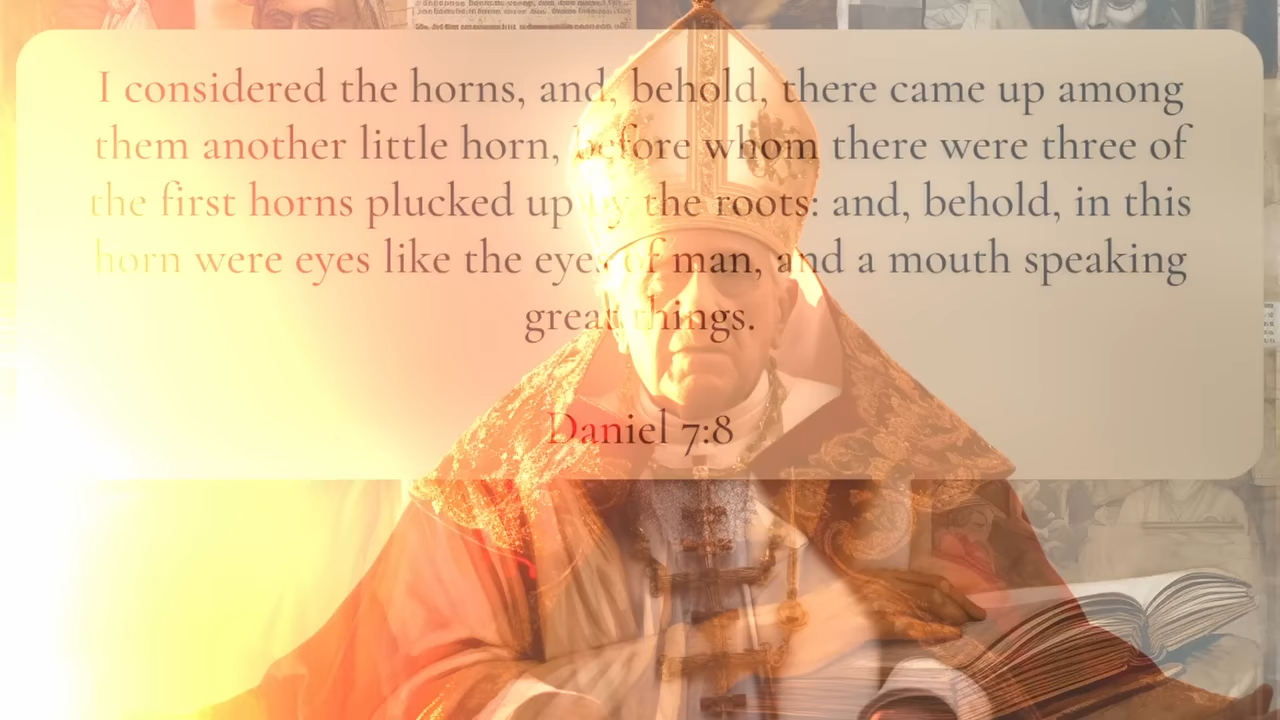 I considered the horns, and, behold, there came up among
them another little horn, before whom there were three of
the first horns plucked up by the roots: and, behold, in this
horn were eyes like the eyes of man, and a mouth speaking
great things.
Daniel 7:8